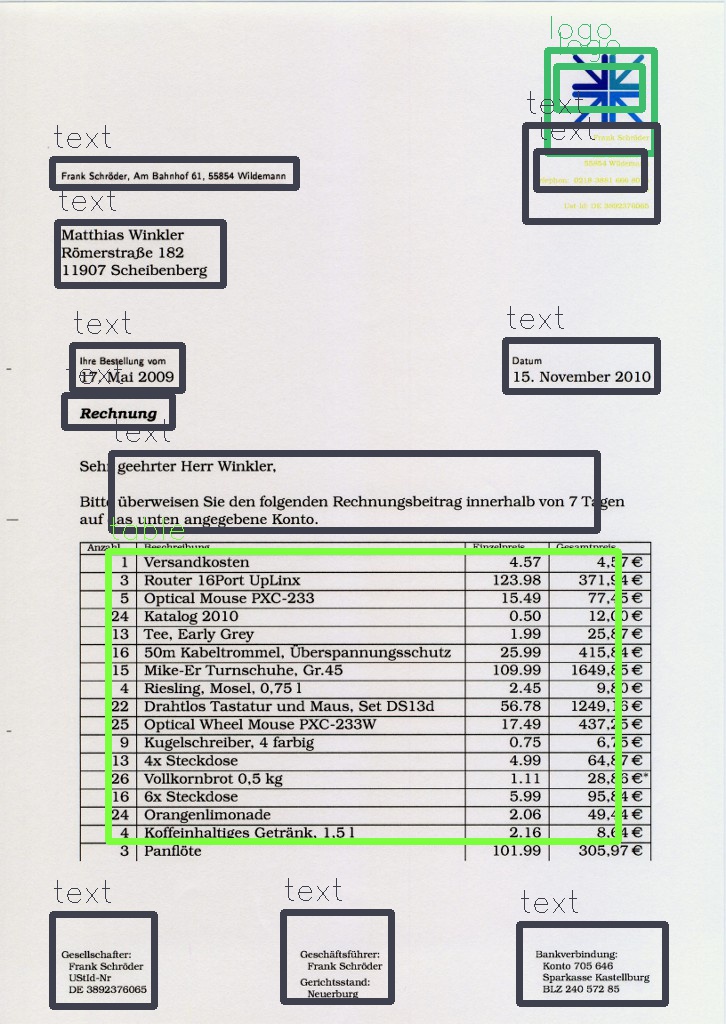 logo
logo
text
text
Frank Schröder
55854 Wildema
Ust Id: DE 3892376065
text
Frank Schröder, Am Bahnhof 61, 55854 Wildemann
text
Matthias Winkler
Römerstraße 182
11907 Scheibenberg
text
text
Ihre Bestellung vom
17. Mai 2009
Datum
15. November 2010
text
Rechnung
text
Sehr geehrter Herr Winkler,
Bitte überweisen Sie den folgenden Rechnungsbeitrag innerhalb von 7 Tagen
auf das unten angegebene Konto.
table
Anzahl Beschreibung Einzelpreis Gesamtpreis
1 Versandkosten 4.57 4,57 €
3 Router 16Port UpLinx 123.98 371,94 €
5 Optical Mouse PXC-233 15.49 77,45 €
24 Katalog 2010 0.50 12,00 €
13 Tee, Early Grey 1.99 25,87 €
16 50m Kabeltrommel, Überspannungsschutz 25.99 415,84 €
15 Mike-Er Turnschuhe, Gr.45 109.99 1649,85 €
4 Riesling, Mosel, 0,75 l 2.45 9,80 €
22 Drahtlos Tastatur und Maus, Set DS13d 56.78 1249,16 €
25 Optical Wheel Mouse PXC-233W 17.49 437,25 €
9 Kugelschreiber, 4 farbig 0.75 6,75 €
13 4x Steckdose 4.99 64,87 €
26 Vollkornbrot 0,5 kg 1.11 28,86 €*
16 6x Steckdose 5.99 95,84 €
24 Orangenlimonade 2.06 49,44 €
4 Koffeinhaltiges Getränk, 1,5 l 2.16 8,64 €
3 Panflöte 101.99 305,97 €
text
Gesellschafter:
Frank Schröder
UStId-Nr
DE 3892376065
text
Geschäftsführer:
Frank Schröder
Gerichtsstand:
Neuerburg
text
Bankverbindung:
Konto 705 646
Sparkasse Kastellburg
BLZ 240 572 85